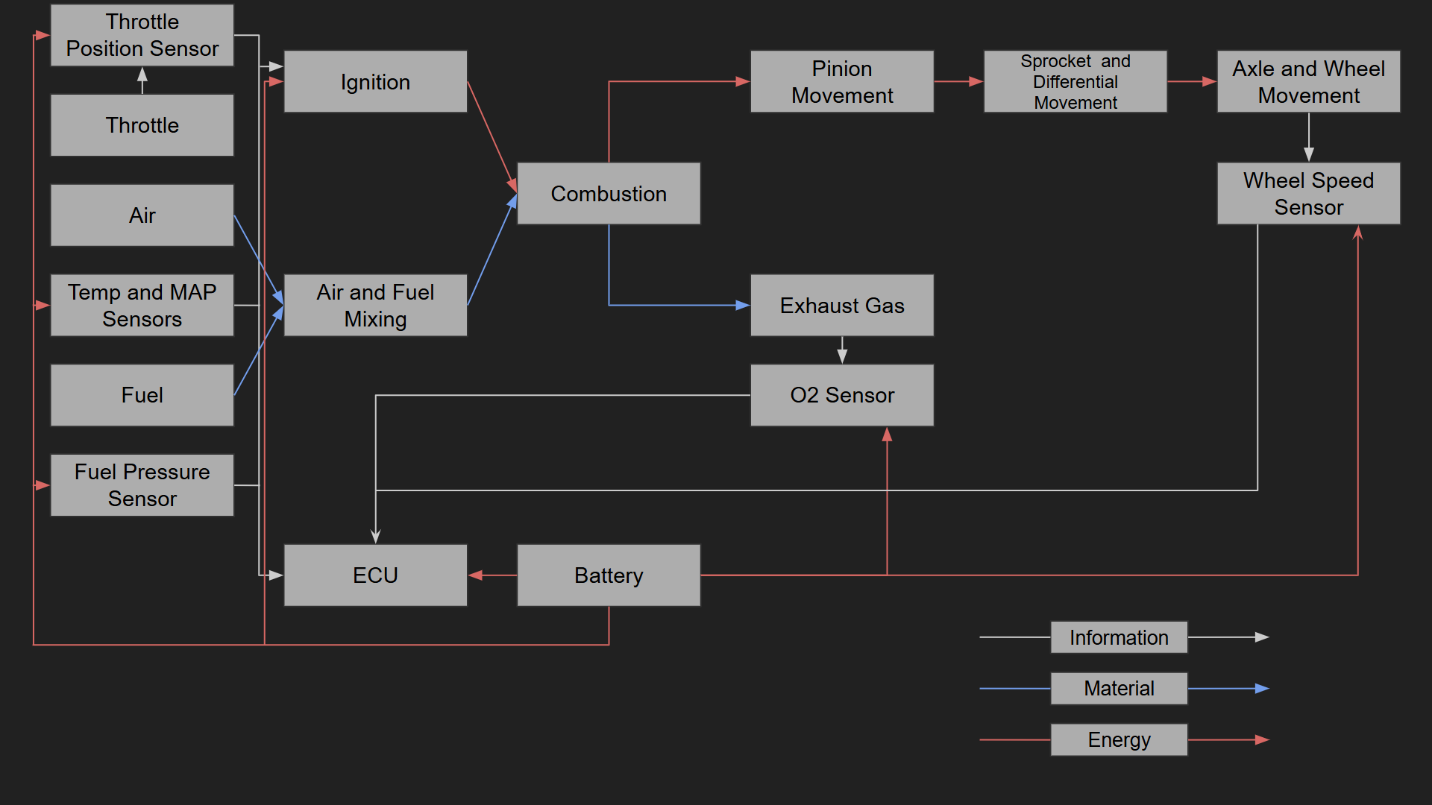 Throttle
Position Sensor
Throttle
Air
Temp and MAP
Sensors
Fuel
Fuel Pressure
Sensor
Ignition
Air and Fuel
Mixing
ECU
Combustion
Battery
Pinion
Movement
Exhaust Gas
O2 Sensor
Sprocket and
Differential
Movement
Axle and Wheel
Movement
Wheel Speed
Sensor
Information
Material
Energy